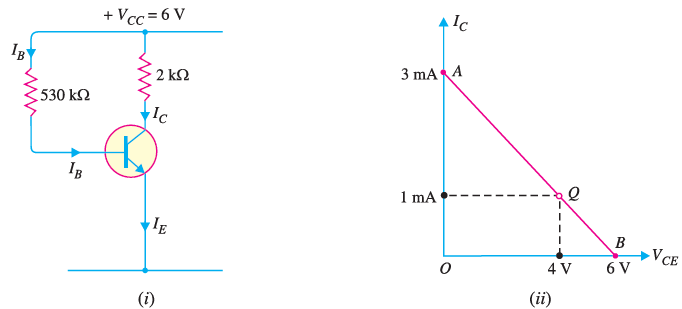 + VCC = 6 V
IB
530 kΩ
2 kΩ
IC
IB
IE
(i)
IC
3 mA
A
1 mA
Q
B
O
4 V
6 V
VCE
(ii)